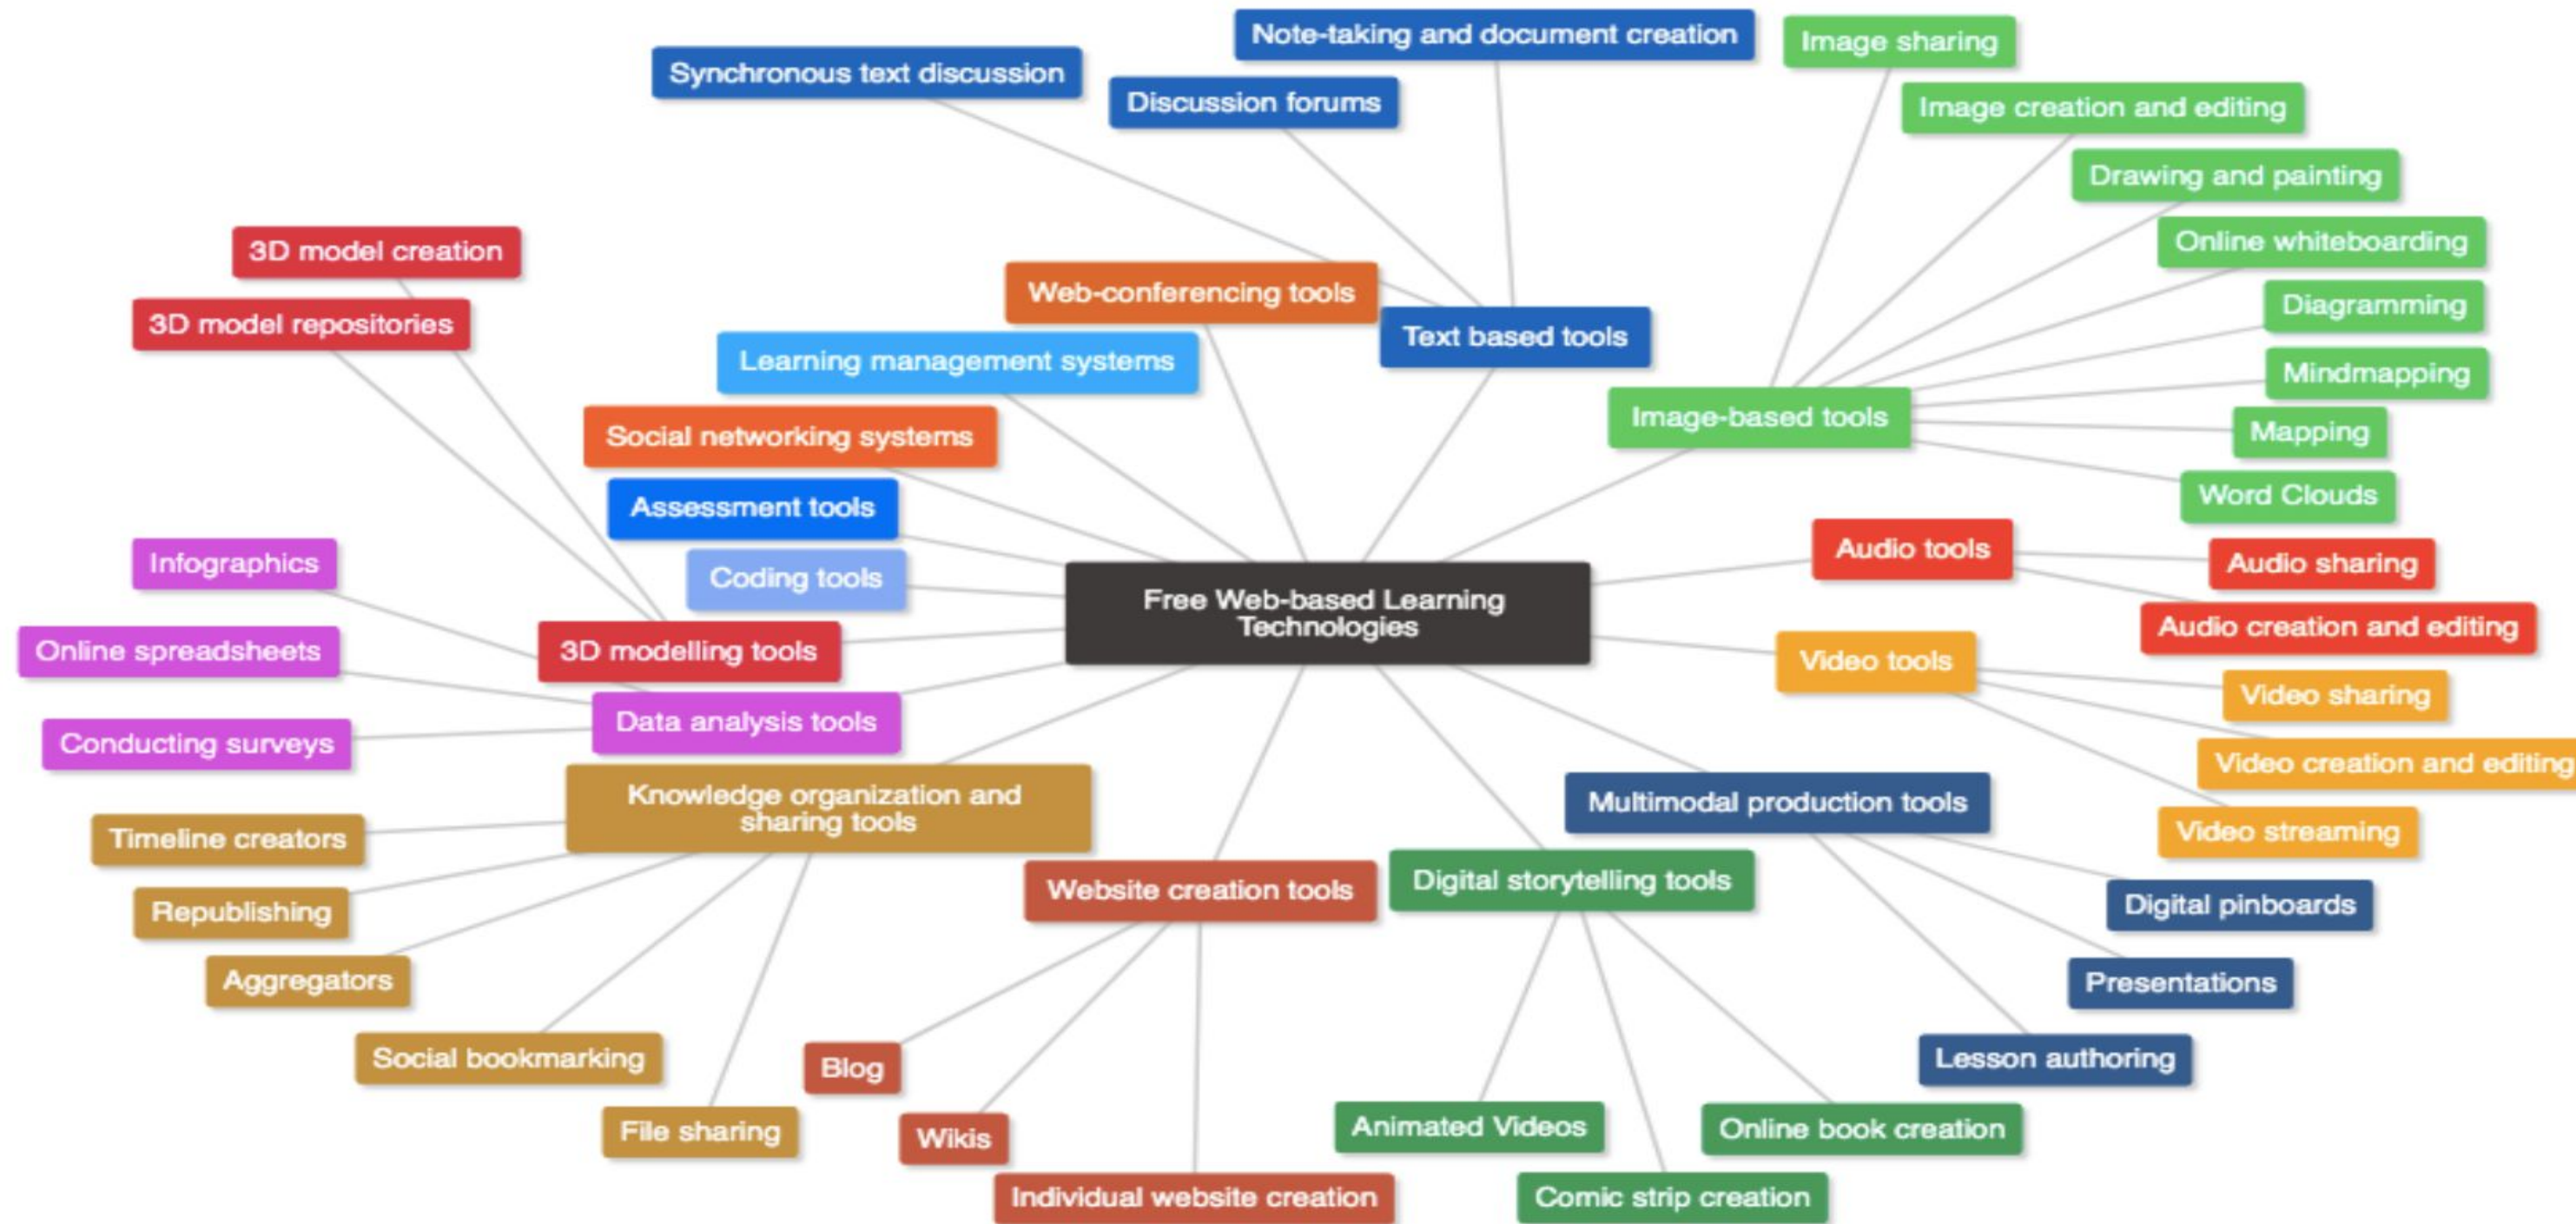 Note-taking and document creation
Image sharing
Synchronous text discussion
Discussion forums
Image creation and editing
Drawing and painting
Online whiteboarding
3D model creation
Web-conferencing tools
Diagramming
3D model repositories
Text based tools
Learning management systems
Mindmapping
Image-based tools
Mapping
Social networking systems
Word Clouds
Assessment tools
Audio tools
Audio sharing
Infographics
Coding tools
Free Web-based Learning
Technologies
Audio creation and editing
Online spreadsheets
3D modelling tools
Video tools
Video sharing
Data analysis tools
Conducting surveys
Video creation and editing
Knowledge organization and
sharing tools
Multimodal production tools
Video streaming
Timeline creators
Website creation tools
Digital storytelling tools
Digital pinboards
Republishing
Aggregators
Presentations
Social bookmarking
Blog
Lesson authoring
File sharing
Wikis
Animated Videos
Online book creation
Individual website creation
Comic strip creation